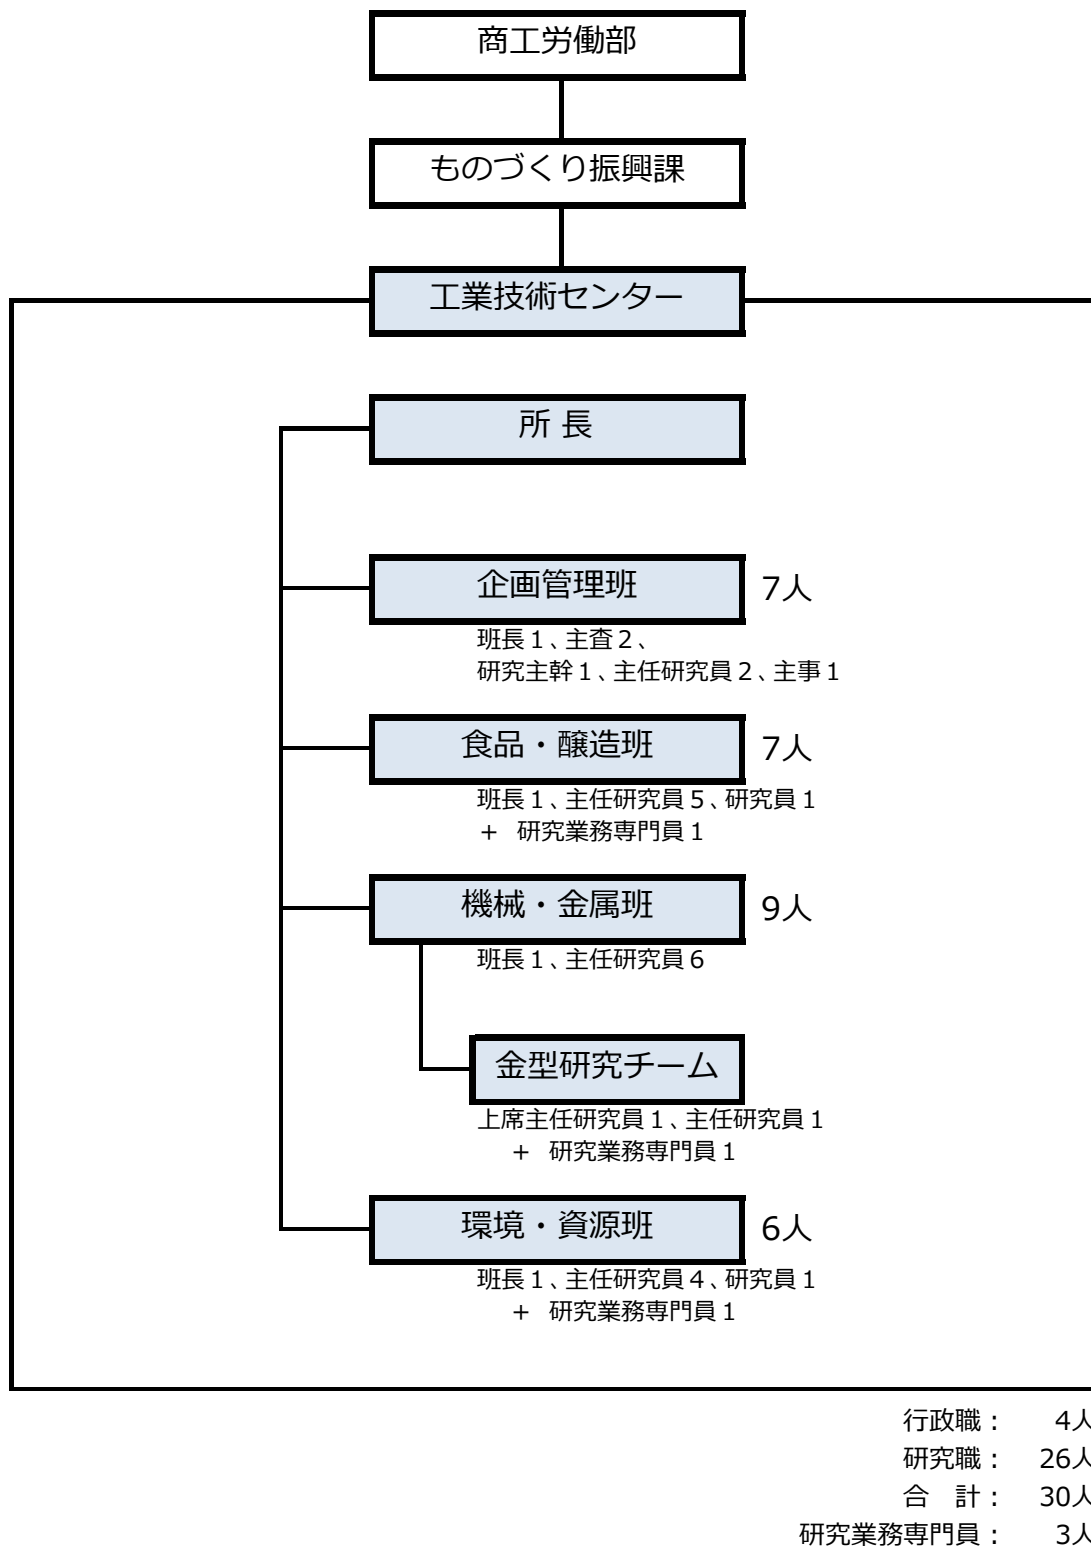 商工労働部
ものづくり振興課
工業技術センター
所 長
企画管理班 7人
班長１、主査２、
研究主幹１、主任研究員２、主事１
食品・醸造班 7人
班長１、主任研究員５、研究員１
＋ 研究業務専門員１
機械・金属班 9人
班長１、主任研究員６
金型研究チーム
上席主任研究員１、主任研究員１
＋ 研究業務専門員１
環境・資源班 6人
班長１、主任研究員４、研究員１
＋ 研究業務専門員１
行政職： 4人
研究職： 26人
合　計： 30人
研究業務専門員： 3人